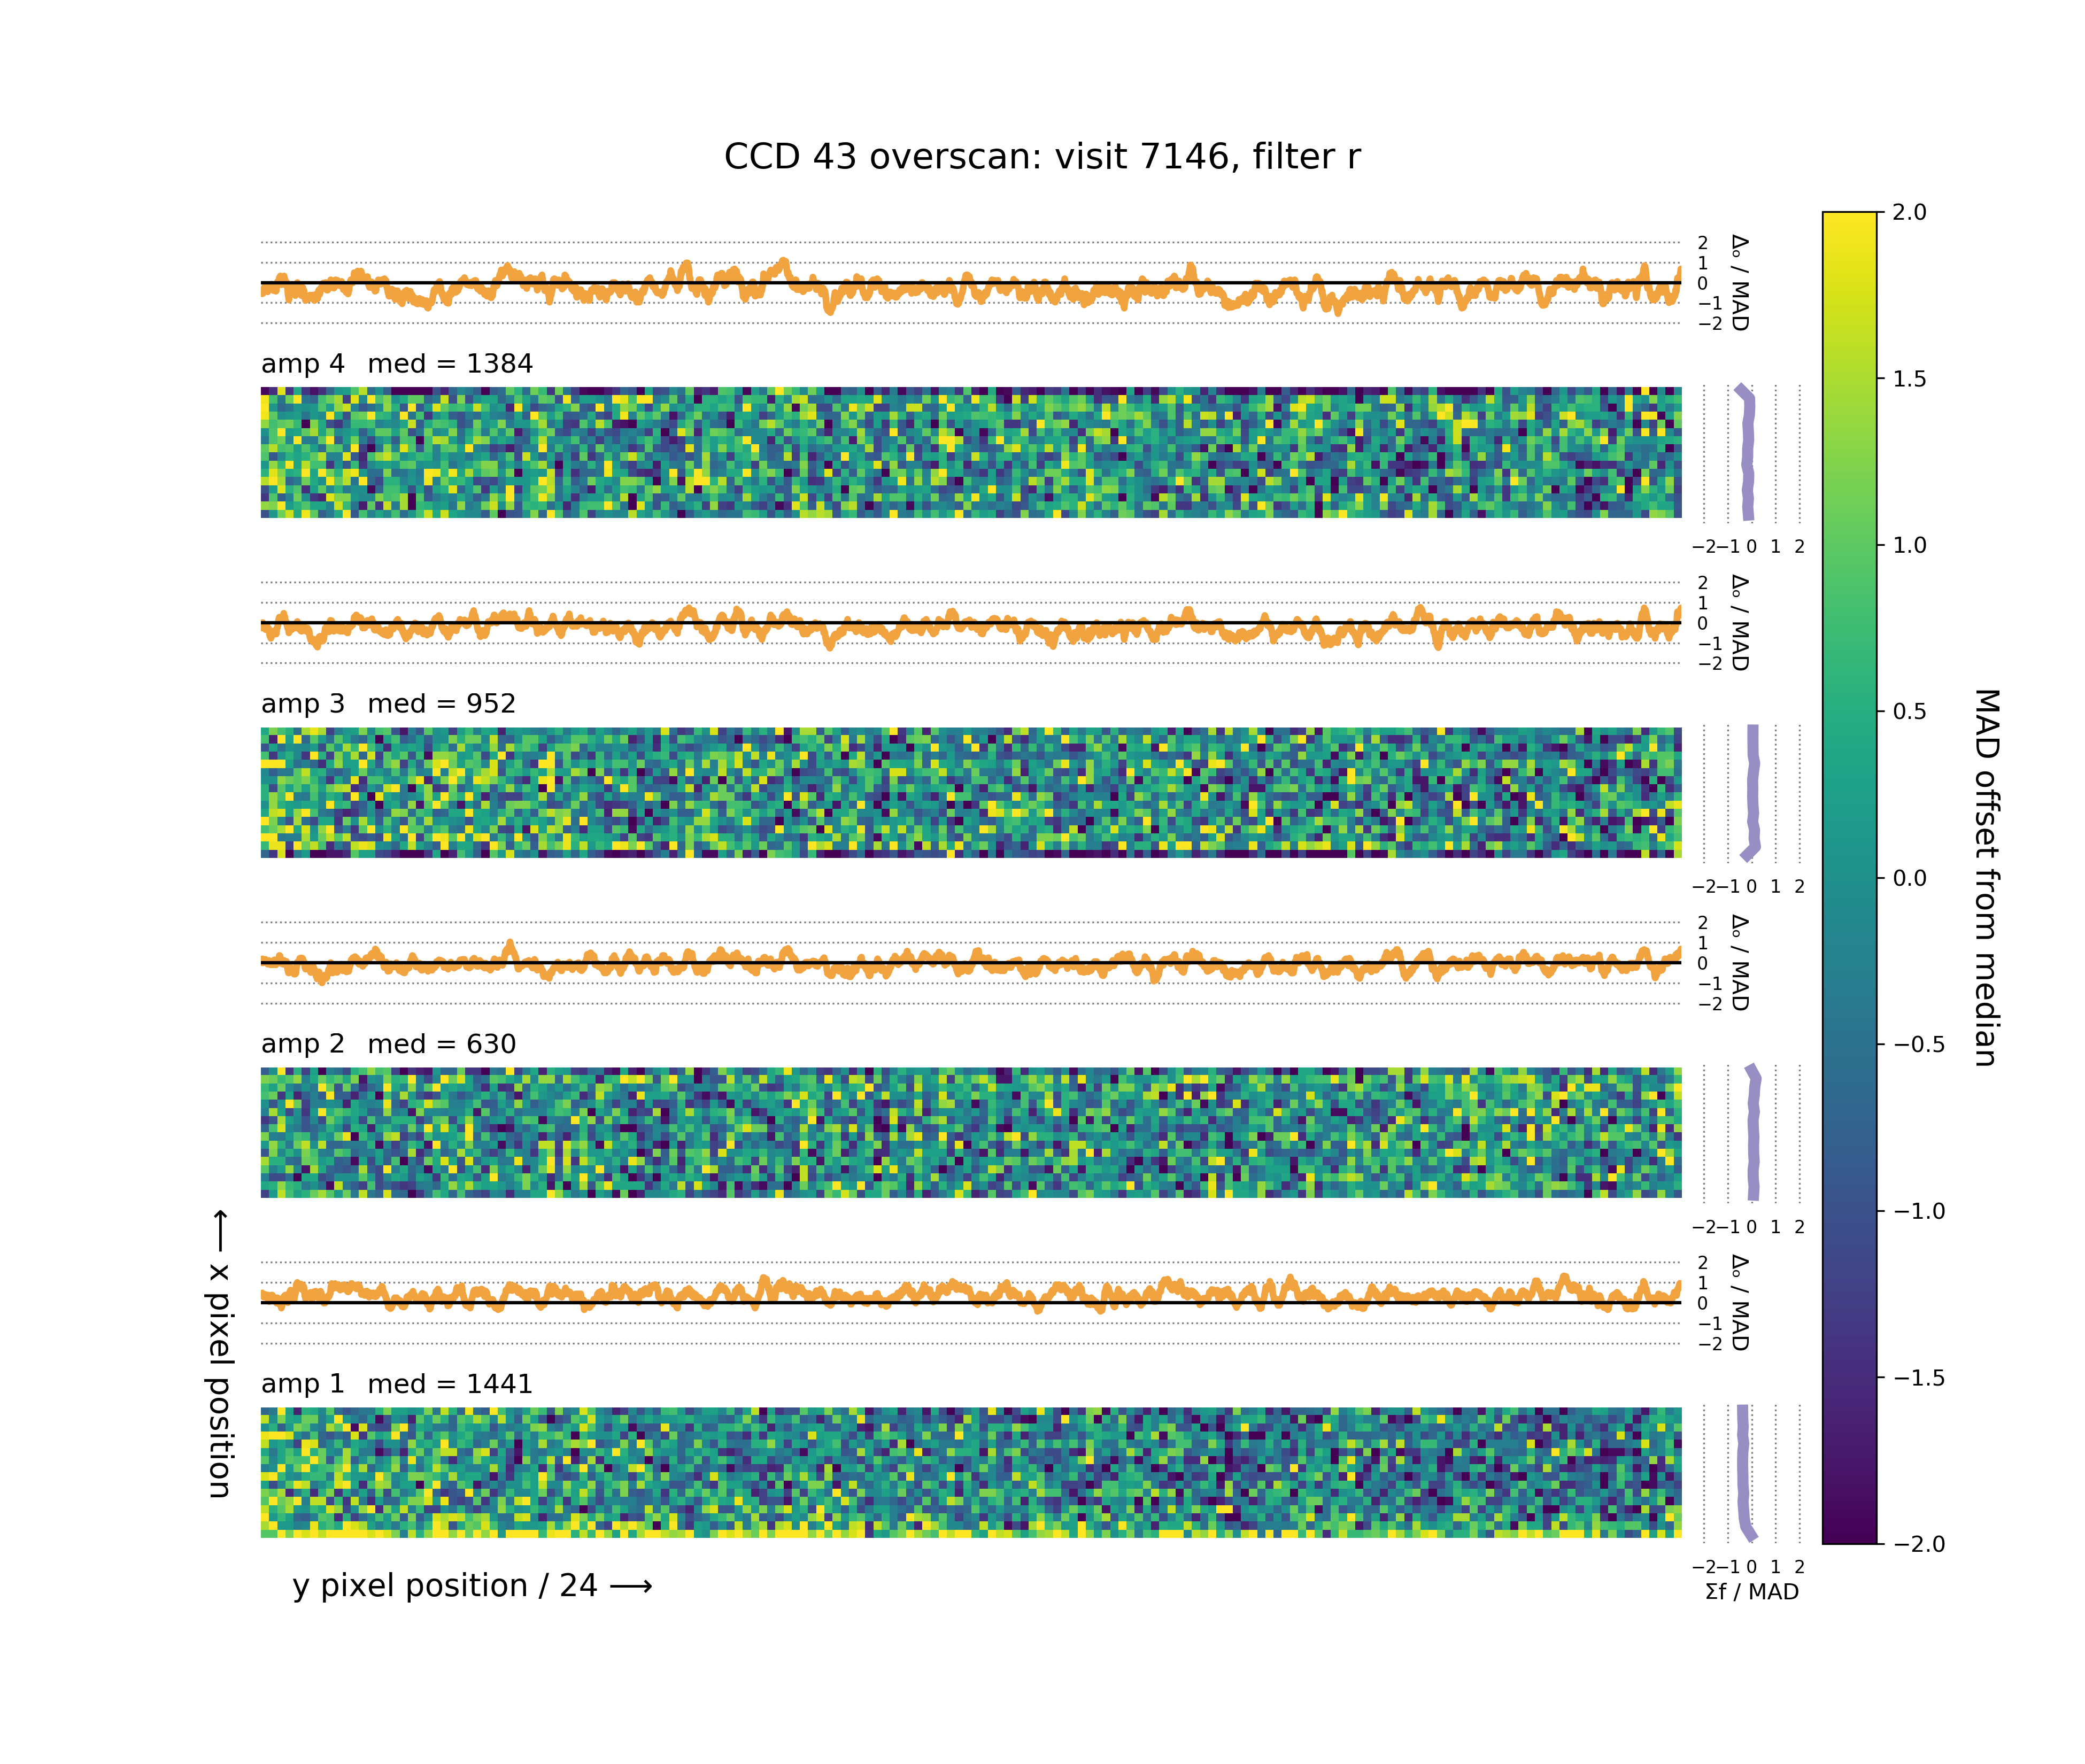 CCD 43 overscan: visit 7146, filter r
2
1
0
−1
−2
Δₒ / MAD
amp 4 med = 1384
−2 −1 0 1 2
2
1
0
−1
−2
Δₒ / MAD
amp 3 med = 952
−2 −1 0 1 2
2
1
0
−1
−2
Δₒ / MAD
amp 2 med = 630
−2 −1 0 1 2
2
1
0
−1
−2
Δₒ / MAD
amp 1 med = 1441
−2 −1 0 1 2
Σf / MAD
x pixel position ⟶
y pixel position / 24 ⟶
2.0
1.5
1.0
0.5
0.0
−0.5
−1.0
−1.5
−2.0
MAD offset from median